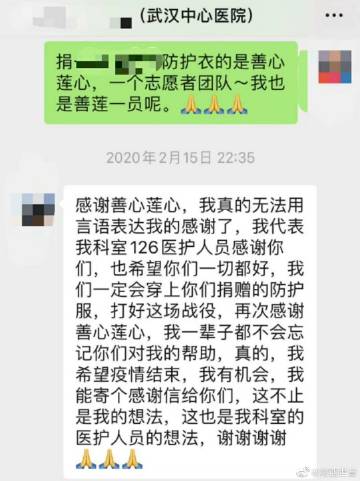 （武汉中心医院）
捐
防护衣的是善心
莲心，一个志愿者团队～我也
是善莲一员呢。🙏🙏🙏
2020年2月15日 22:35
感谢善心莲心，我真的无法用
言语表达我的感谢了，我代表
我科室126医护人员感谢你
们，也希望你们一切都好，我
们一定会穿上你们捐赠的防护
服，打好这场战役，再次感谢
善心莲心，我一辈子都不会忘
记你们对我的帮助，真的，我
希望疫情结束，我有机会，我
能寄个感谢信给你们，这不止
是我的想法，这也是我科室的
医护人员的想法，谢谢谢谢
🙏🙏🙏